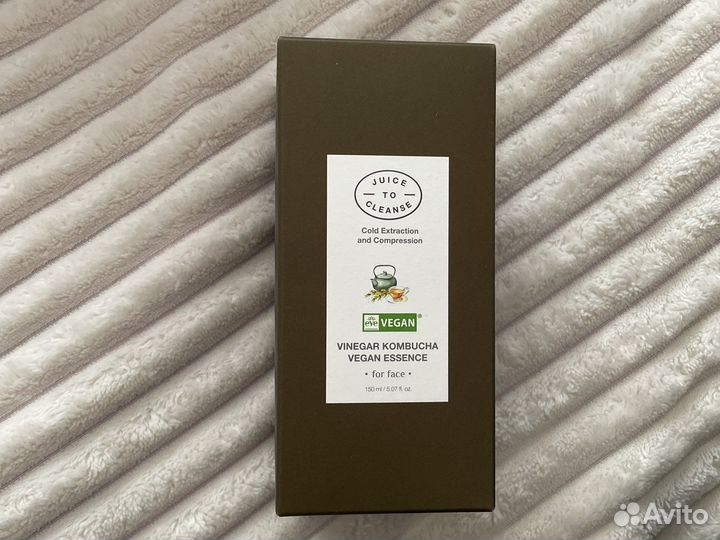 JUICE
TO
CLEANSE
Cold Extraction
and Compression
eve VEGAN®
VINEGAR KOMBUCHA
VEGAN ESSENCE
• for face •
150 ml / 5.07 fl. oz.
Avito